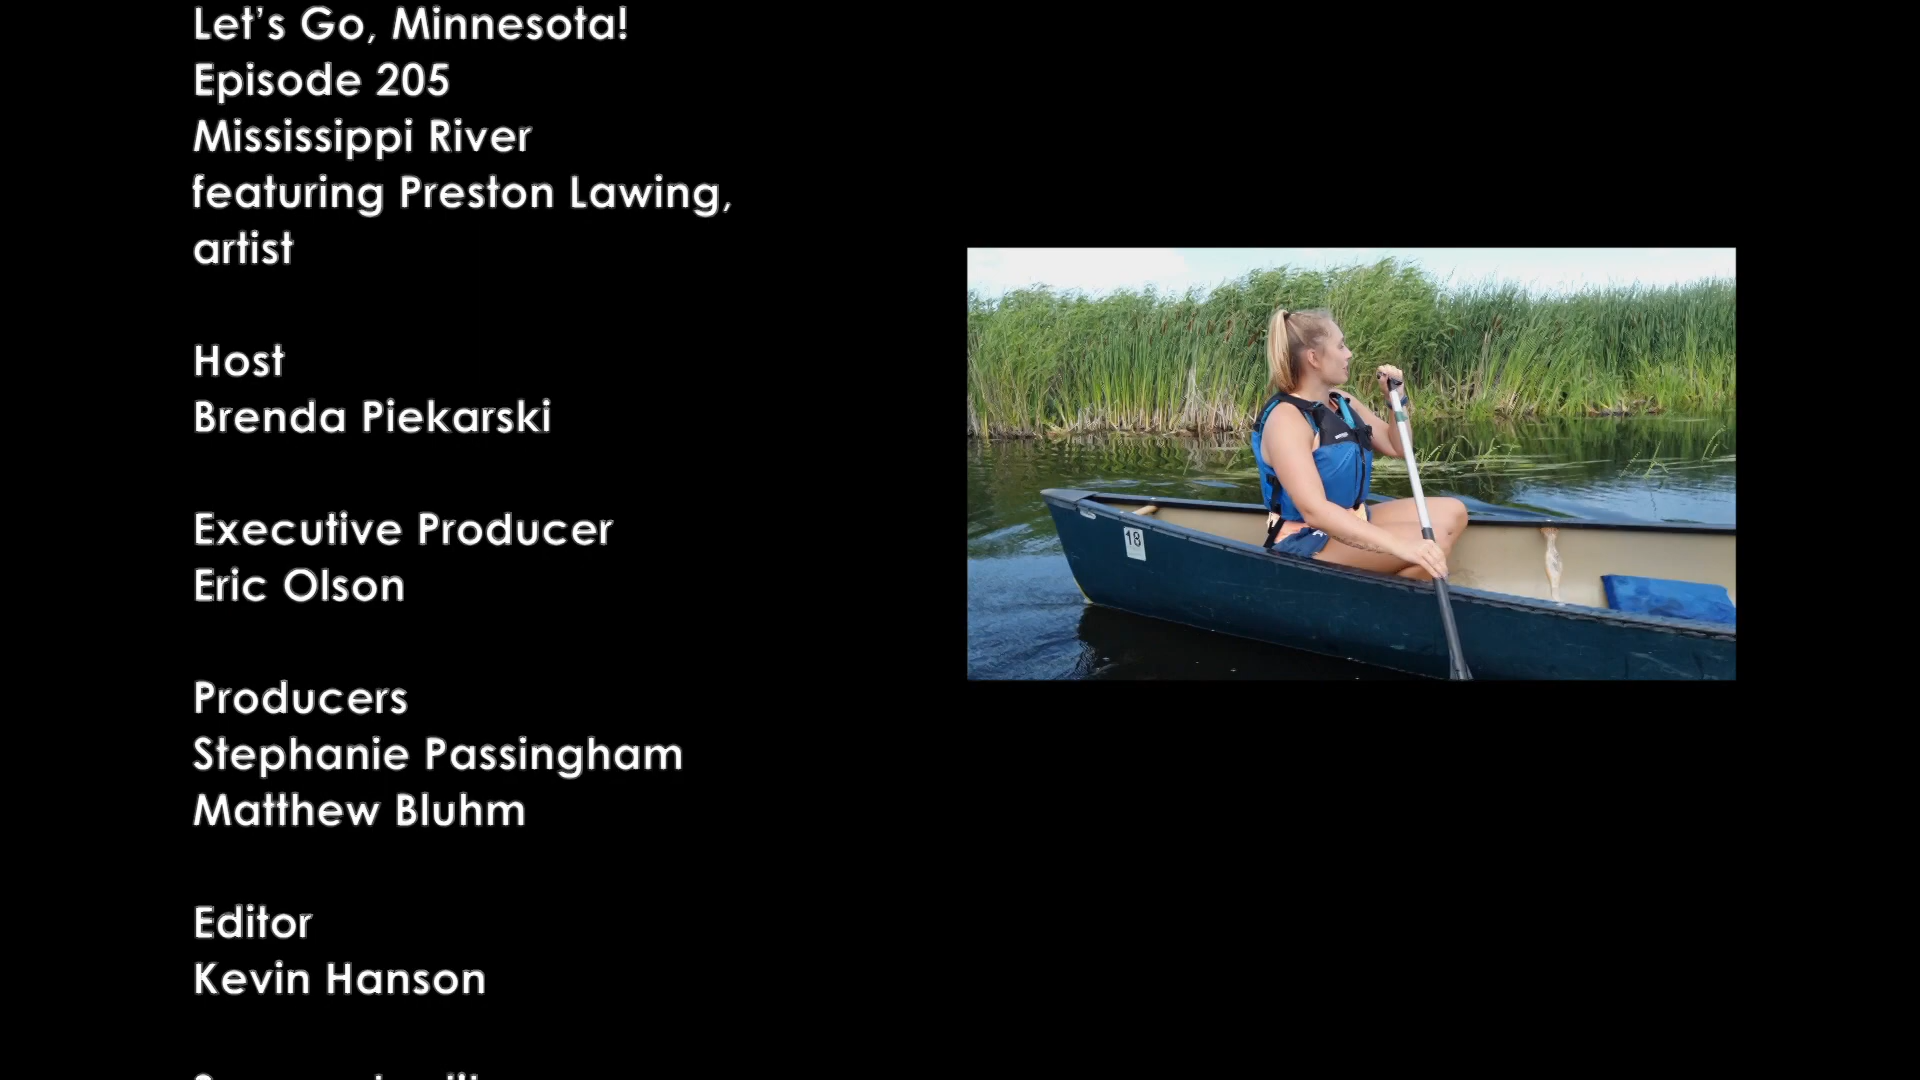 Let's Go, Minnesota!
Episode 205
Mississippi River
featuring Preston Lawing,
artist
Host
Brenda Piekarski
Executive Producer
Eric Olson
Producers
Stephanie Passingham
Matthew Bluhm
Editor
Kevin Hanson
18